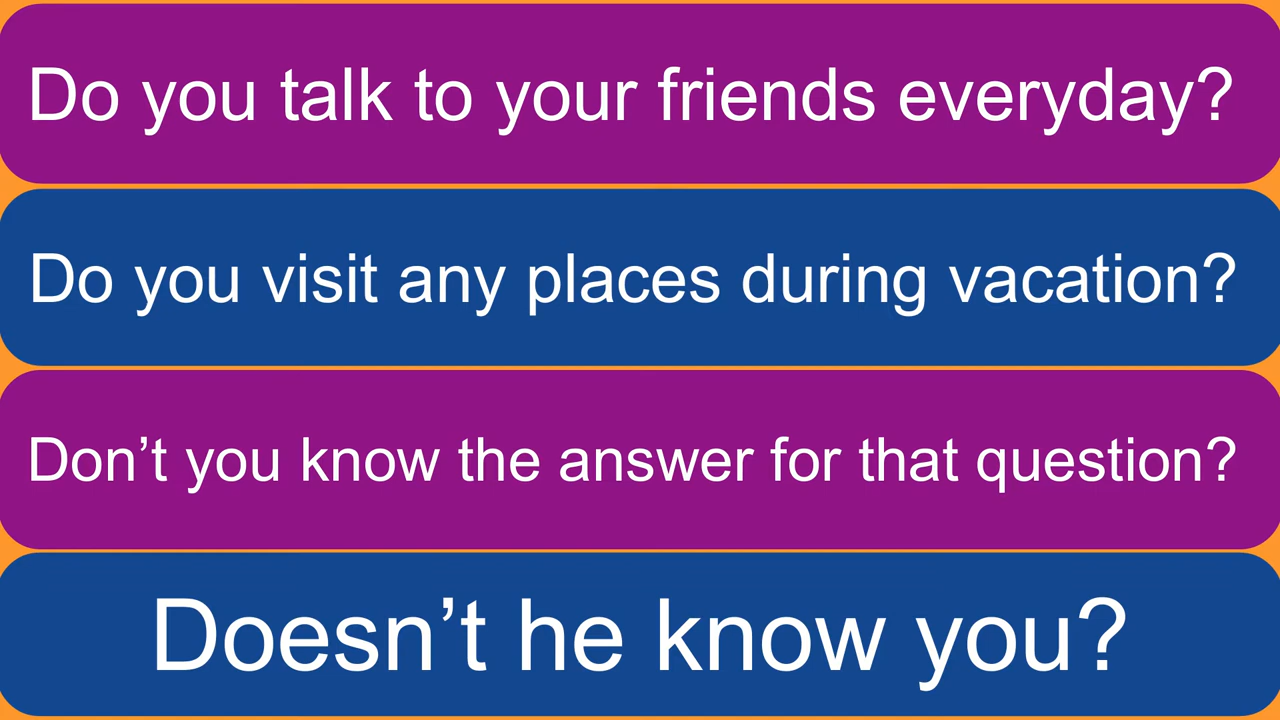 Do you talk to your friends everyday?
Do you visit any places during vacation?
Don’t you know the answer for that question?
Doesn’t he know you?